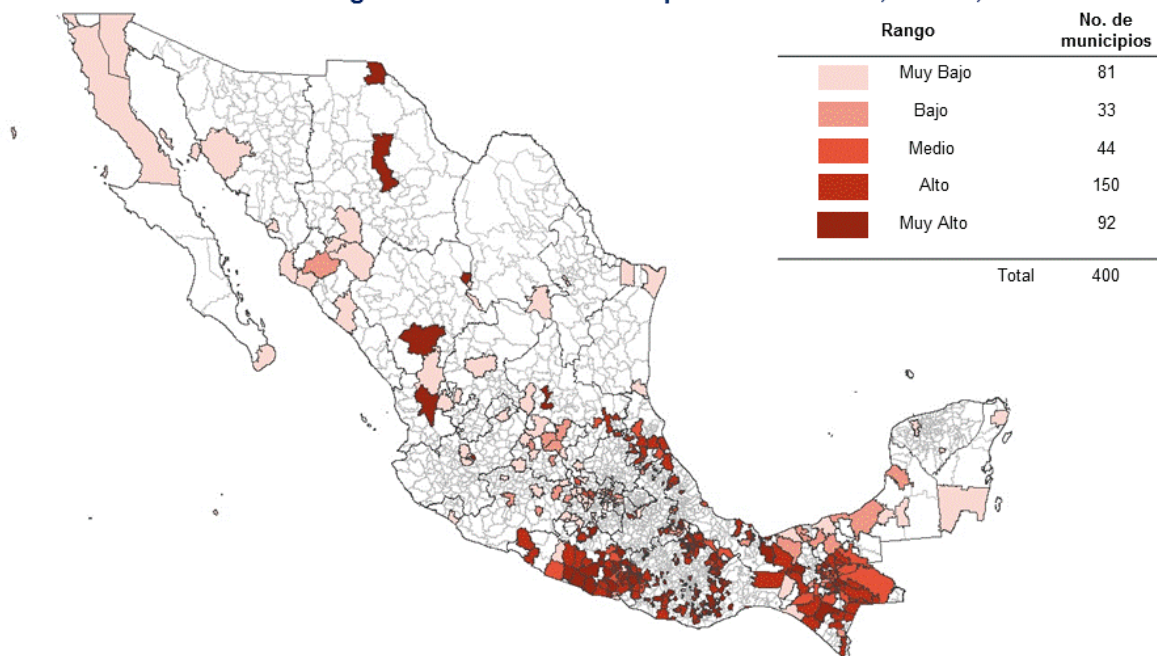 Rango No. de municipios
Muy Bajo 81
Bajo 33
Medio 44
Alto 150
Muy Alto 92
Total 400